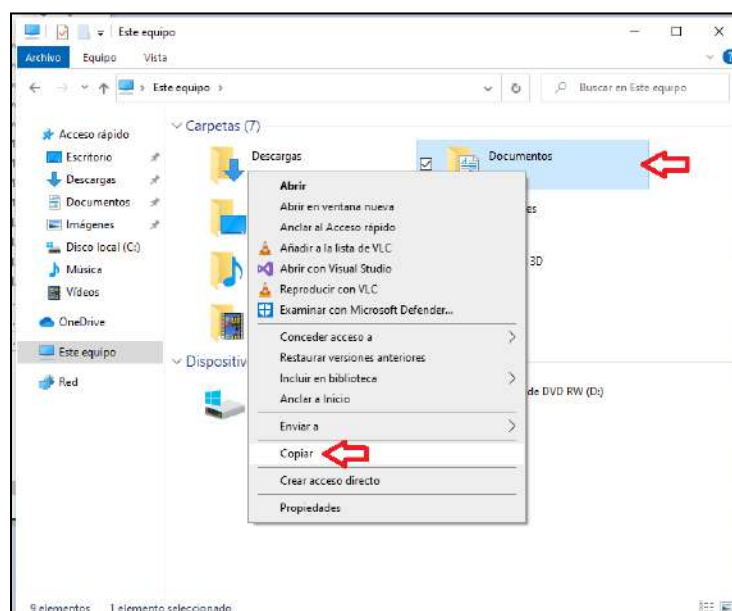 Este equipo
Archivo Equipo Vista
Este equipo
Buscar en Este equipo
Acceso rápido
Escritorio
Descargas
Documentos
Imágenes
Disco local (C:)
Música
Vídeos
OneDrive
Este equipo
Red
Carpetas (7)
Descargas
Documentos
es
3D
Dispositiv
de DVD RW (D:)
Abrir
Abrir en ventana nueva
Anclar al Acceso rápido
Añadir a la lista de VLC
Abrir con Visual Studio
Reproducir con VLC
Examinar con Microsoft Defender...
Conceder acceso a
Restaurar versiones anteriores
Incluir en biblioteca
Anclar a Inicio
Enviar a
Copiar
Crear acceso directo
Propiedades
9 elementos 1 elemento seleccionado